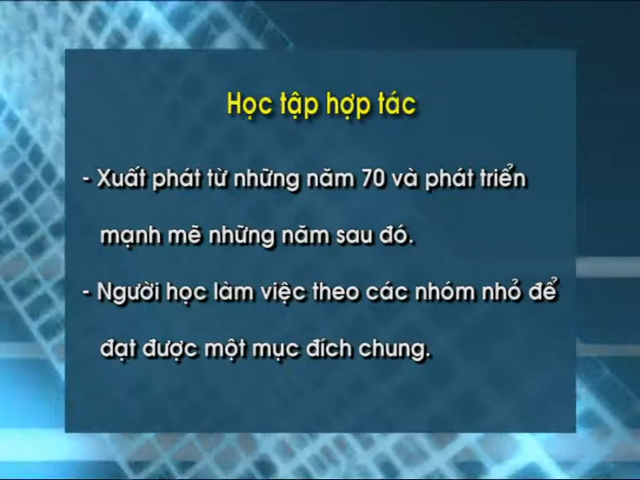 Học tập hợp tác
- Xuất phát từ những năm 70 và phát triển
mạnh mẽ những năm sau đó.
- Người học làm việc theo các nhóm nhỏ để
đạt được một mục đích chung.